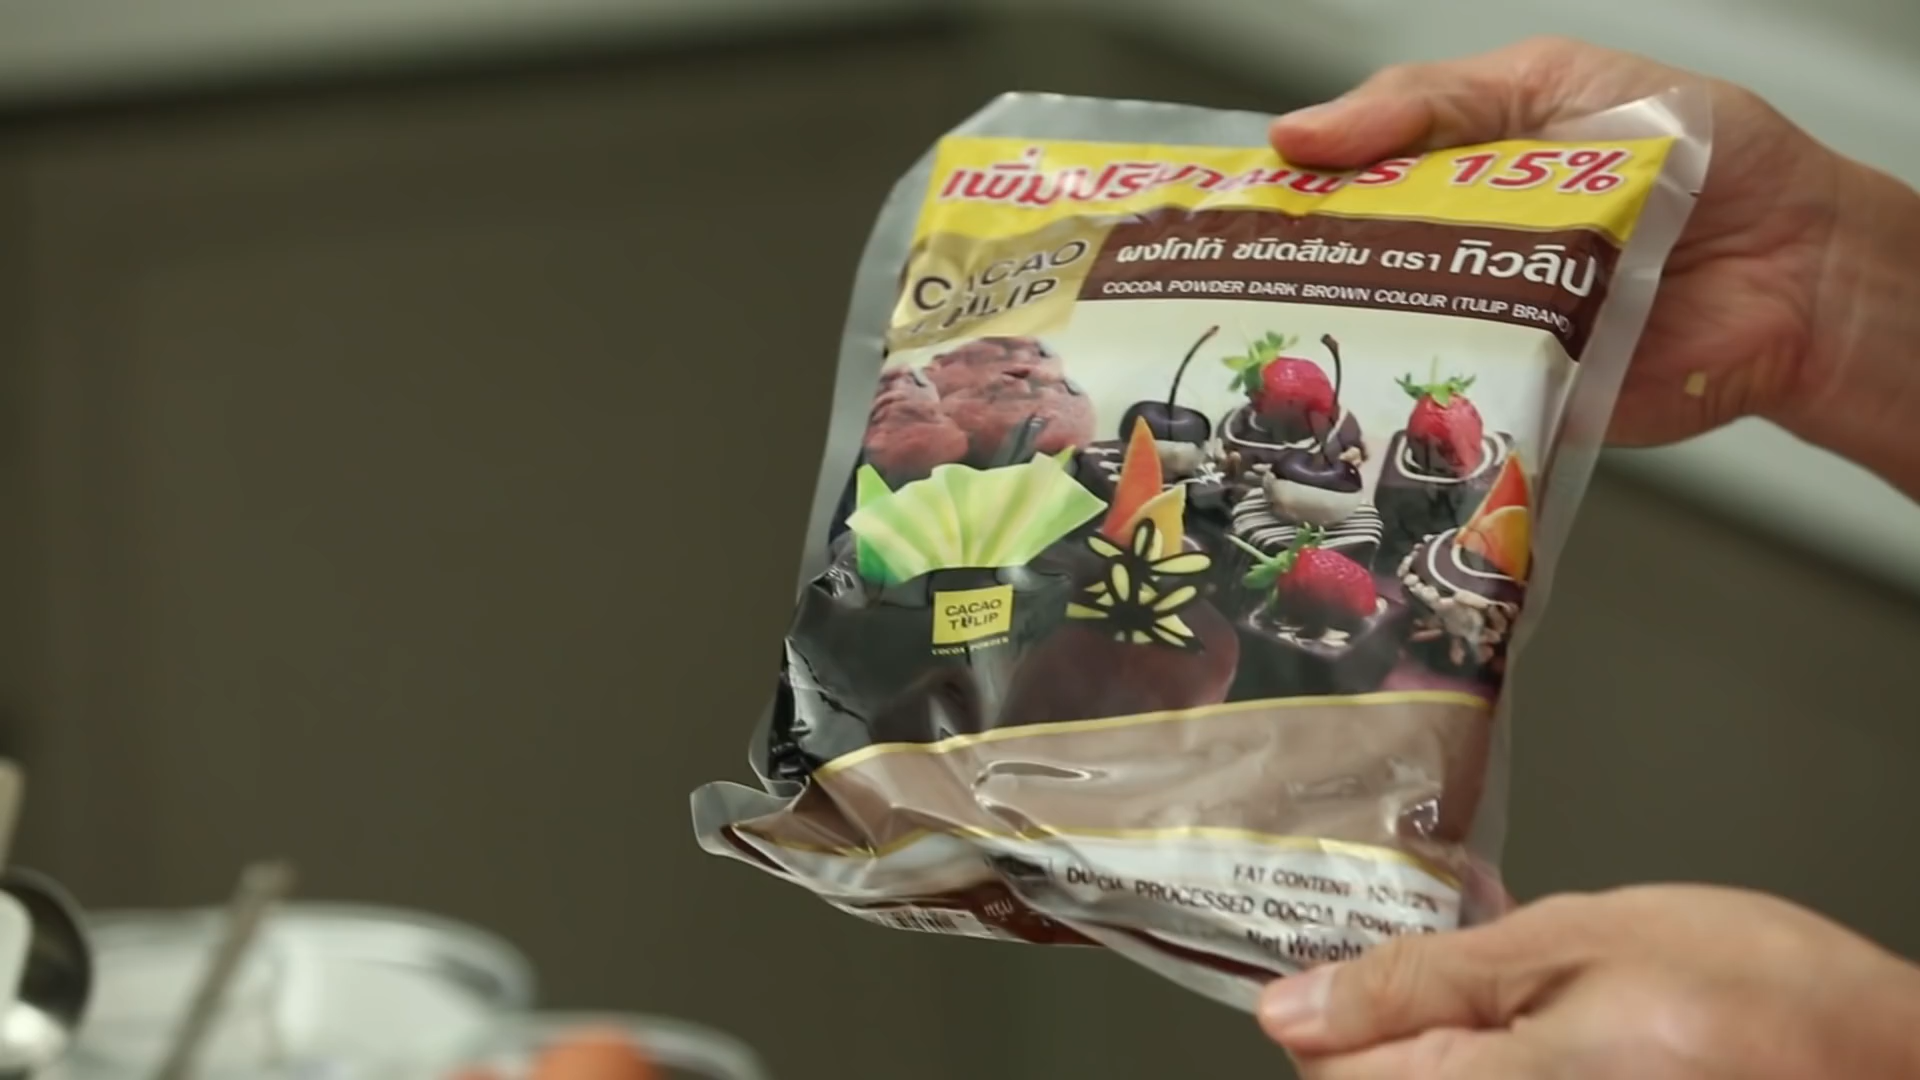 เพิ่มปริมาณฟรี 15%
CACAO
TULIP
ผงโกโก้ ชนิดสีเข้ม ตรา ทิวลิป
COCOA POWDER DARK BROWN COLOUR (TULIP BRAND)
CACAO
TULIP
COCOA POWDER
FAT CONTENT
DUTCH PROCESSED COCOA POWDER
Net Weight